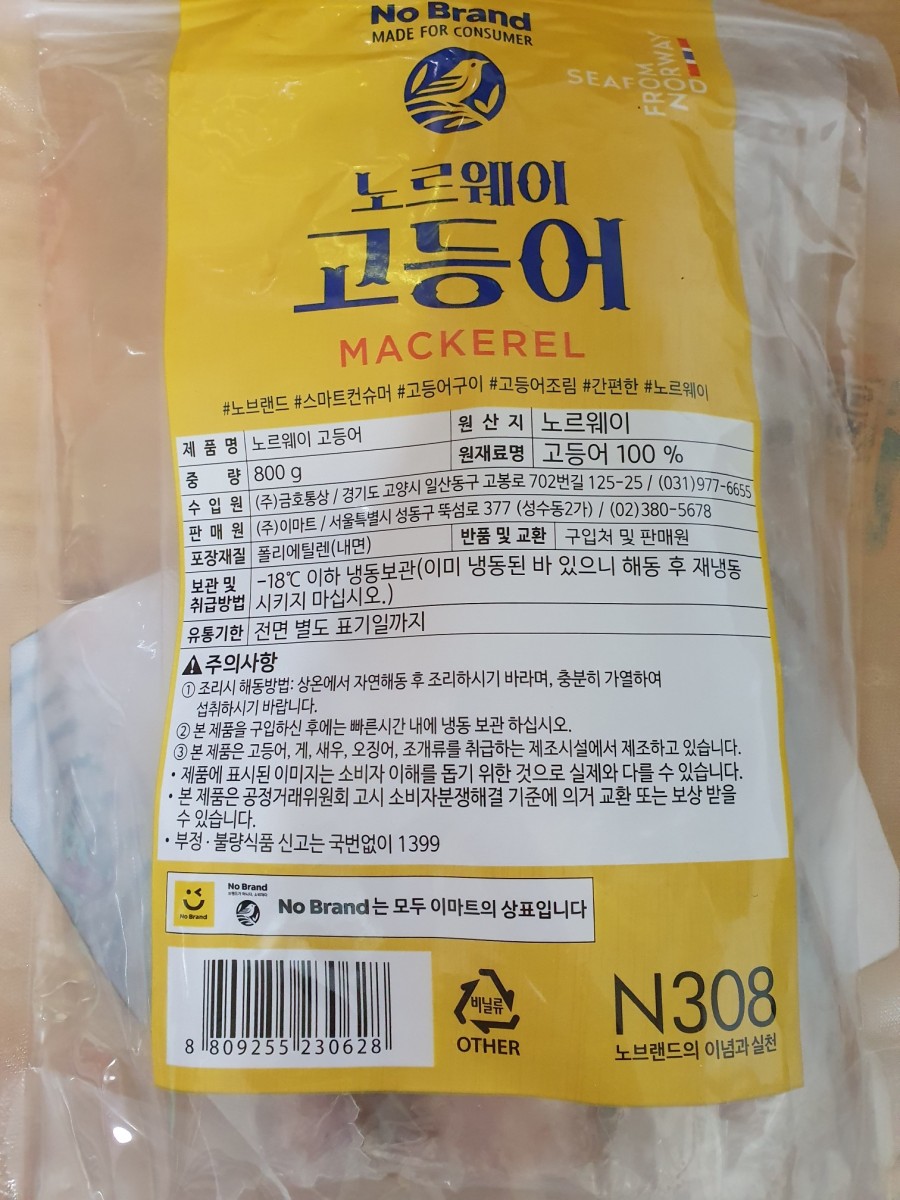 No Brand
MADE FOR CONSUMER
SEAFOOD
FROM
NORWAY
노르웨이
고등어
MACKEREL
#노브랜드 #스마트컨슈머 #고등어구이 #고등어조림 #간편한 #노르웨이
제 품 명 노르웨이 고등어 원 산 지 노르웨이
중 량 800 g 원재료명 고등어 100 %
수 입 원 (주)금호통상 / 경기도 고양시 일산동구 고봉로 702번길 125-25 / (031)977-6655
판 매 원 (주)이마트 / 서울특별시 성동구 뚝섬로 377 (성수동2가) / (02)380-5678
포장재질 폴리에틸렌(내면) 반품 및 교환 구입처 및 판매원
보관 및 취급방법 -18℃ 이하 냉동보관(이미 냉동된 바 있으니 해동 후 재냉동
시키지 마십시오.)
유통기한 전면 별도 표기일까지
주의사항
① 조리시 해동방법: 상온에서 자연해동 후 조리하시기 바라며, 충분히 가열하여
섭취하시기 바랍니다.
② 본 제품을 구입하신 후에는 빠른시간 내에 냉동 보관 하십시오.
③ 본 제품은 고등어, 게, 새우, 오징어, 조개류를 취급하는 제조시설에서 제조하고 있습니다.
• 제품에 표시된 이미지는 소비자 이해를 돕기 위한 것으로 실제와 다를 수 있습니다.
• 본 제품은 공정거래위원회 고시 소비자분쟁해결 기준에 의거 교환 또는 보상 받을
수 있습니다.
• 부정 · 불량식품 신고는 국번없이 1399
No Brand
No Brand
No Brand는 모두 이마트의 상표입니다
8 809255 230628
비닐류
OTHER
N308
노브랜드의 이념과 실천